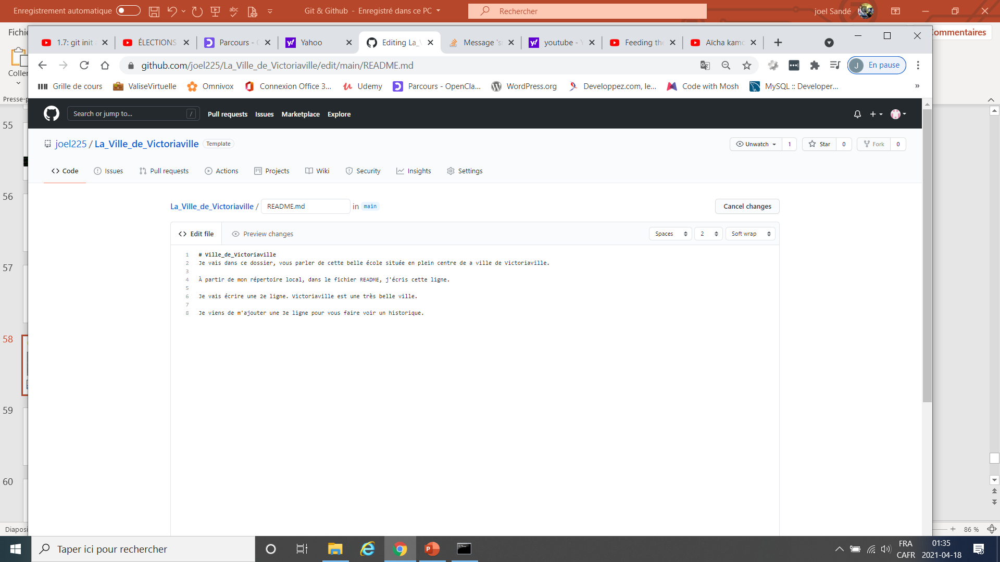 Enregistrement automatique
Git & Github - Enregistré dans ce PC
Rechercher
joel Sandé
Fichie
ommentaires
1.7: git init
ÉLECTIONS
Parcours - O
Yahoo
Editing La_V
Message 's
youtube - Y
Feeding the
Aïcha kamo
Coller
github.com/joel225/La_Ville_de_Victoriaville/edit/main/README.md
J En pause
Grille de cours
ValiseVirtuelle
Omnivox
Connexion Office 3...
Udemy
Parcours - OpenCla...
WordPress.org
Developpez.com, le...
Code with Mosh
MySQL :: Developer...
»
Presse-p
Search or jump to... /
Pull requests Issues Marketplace Explore
joel225 / La_Ville_de_Victoriaville Template
Unwatch 1
Star 0
Fork 0
Code
Issues
Pull requests
Actions
Projects
Wiki
Security
Insights
Settings
La_Ville_de_Victoriaville / README.md in main
Cancel changes
Edit file
Preview changes
Spaces
2
Soft wrap
1 # Ville_de_Victoriaville
2 Je vais dans ce dossier, vous parler de cette belle école située en plein centre de a ville de Victoriaville.
3
4 À partir de mon répertoire local, dans le fichier README, j'écris cette ligne.
5
6 Je vais écrire une 2e ligne. Victoriaville est une très belle ville.
7
8 Je viens de m'ajouter une 3e ligne pour vous faire voir un historique.
55
56
57
58
59
60
Diaposi
86 %
Taper ici pour rechercher
FRA
CAFR
01:35
2021-04-18